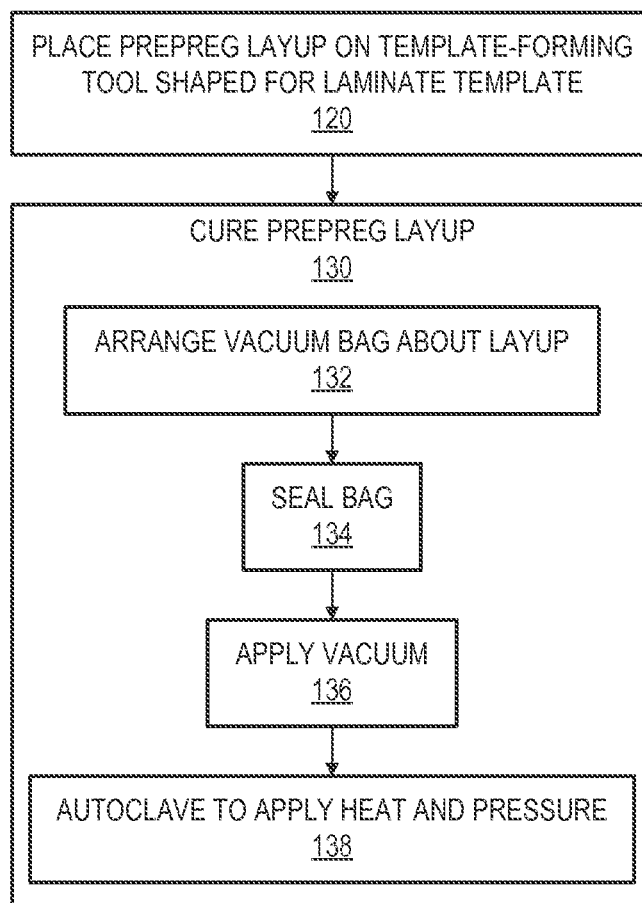 PLACE PREPREG LAYUP ON TEMPLATE-FORMING
TOOL SHAPED FOR LAMINATE TEMPLATE
120
CURE PREPREG LAYUP
130
ARRANGE VACUUM BAG ABOUT LAYUP
132
SEAL BAG
134
APPLY VACUUM
136
AUTOCLAVE TO APPLY HEAT AND PRESSURE
138